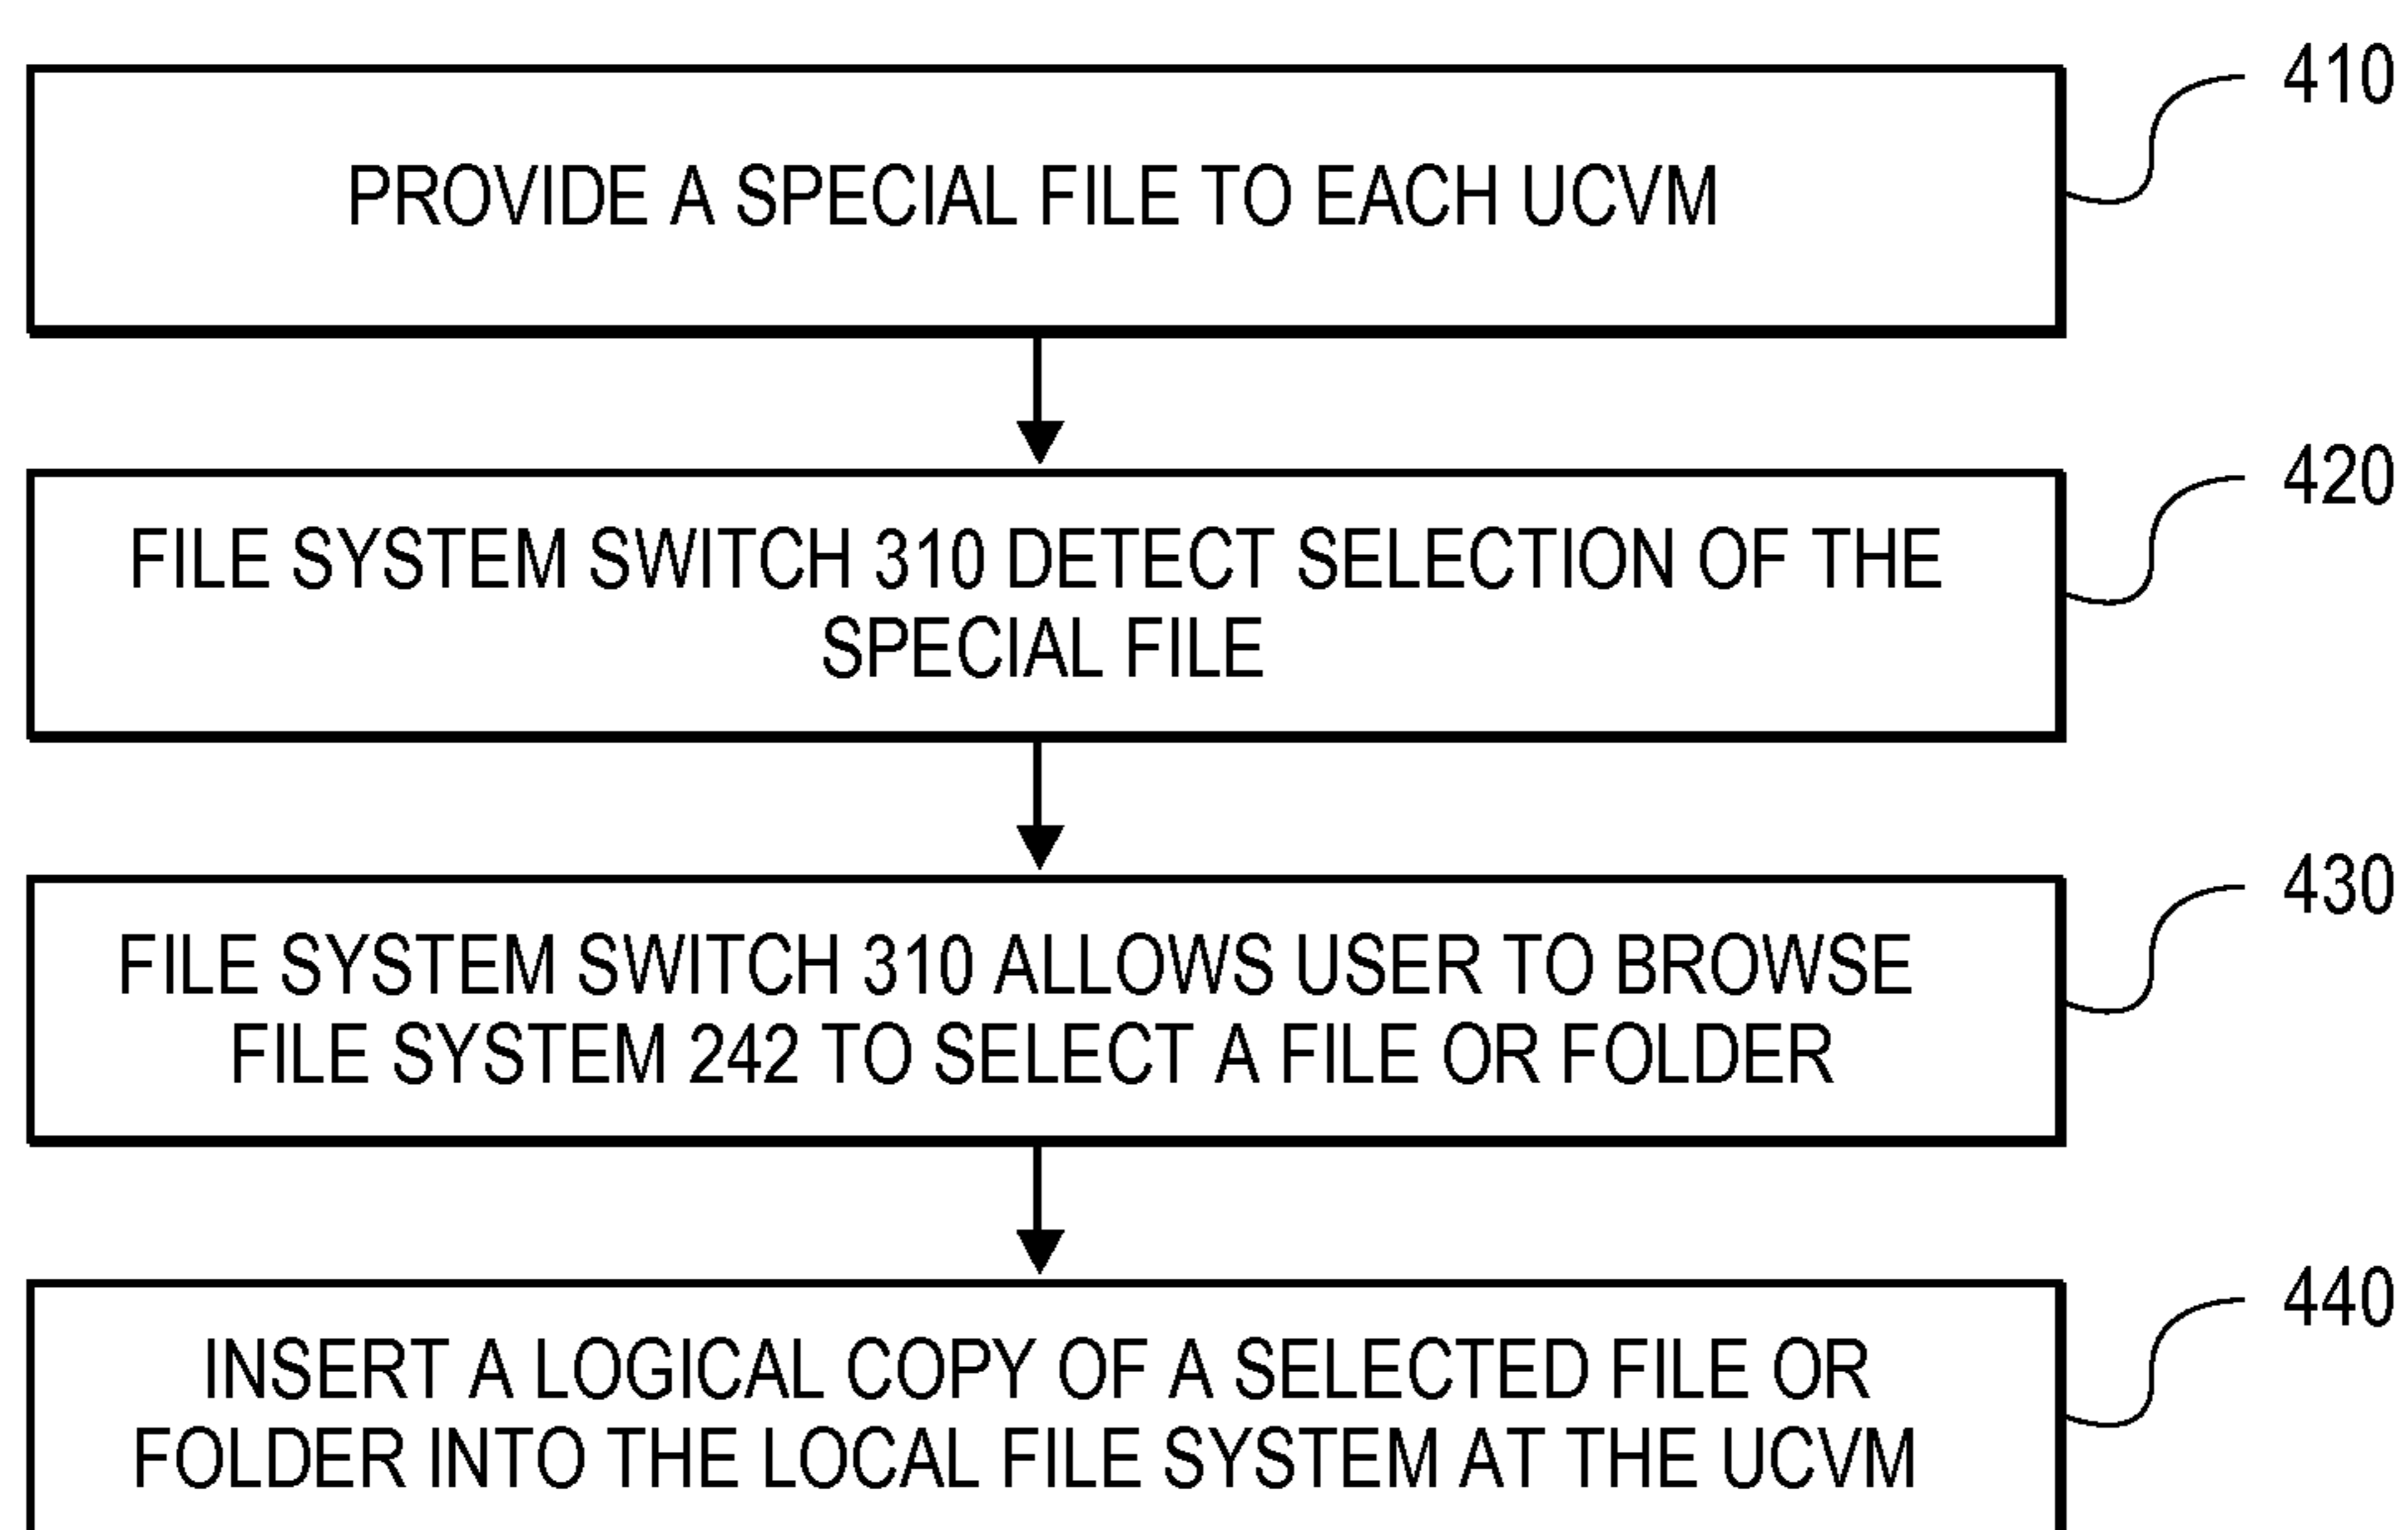 410
PROVIDE A SPECIAL FILE TO EACH UCVM
420
FILE SYSTEM SWITCH 310 DETECT SELECTION OF THE
SPECIAL FILE
430
FILE SYSTEM SWITCH 310 ALLOWS USER TO BROWSE
FILE SYSTEM 242 TO SELECT A FILE OR FOLDER
440
INSERT A LOGICAL COPY OF A SELECTED FILE OR
FOLDER INTO THE LOCAL FILE SYSTEM AT THE UCVM